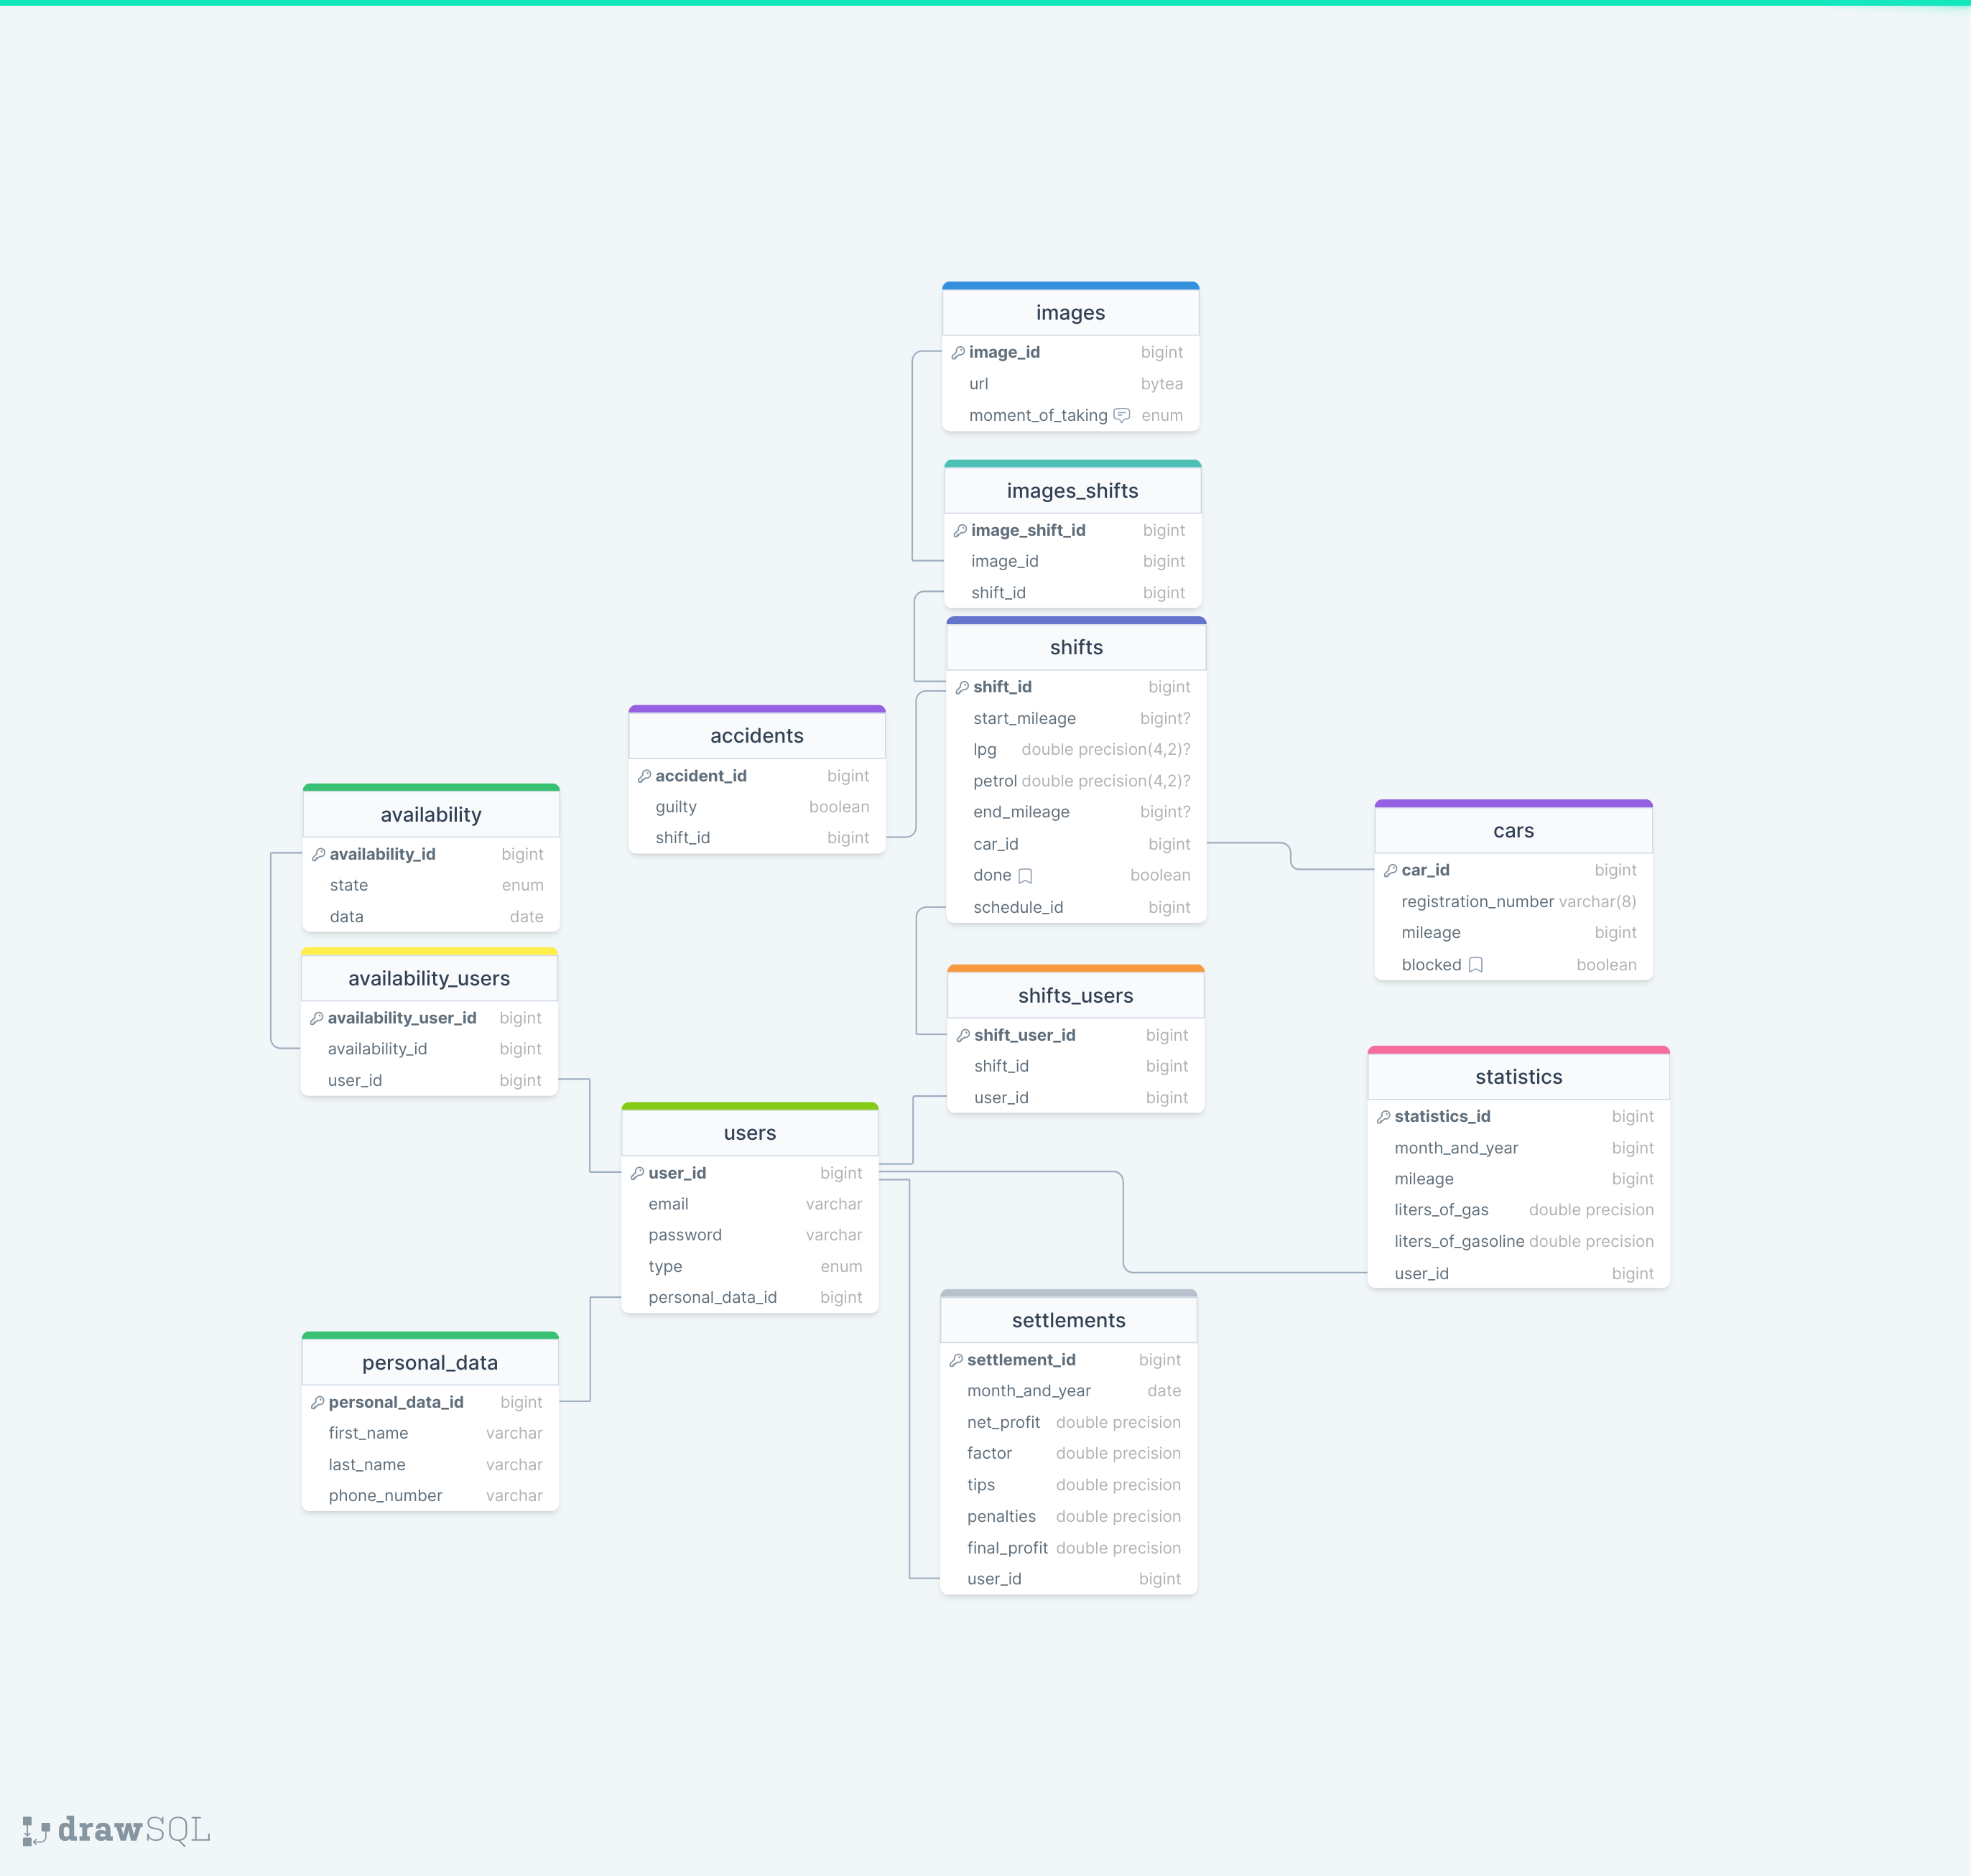 images
image_id bigint
url bytea
moment_of_taking enum
images_shifts
image_shift_id bigint
image_id bigint
shift_id bigint
shifts
shift_id bigint
start_mileage bigint?
lpg double precision(4,2)?
petrol double precision(4,2)?
end_mileage bigint?
car_id bigint
done boolean
schedule_id bigint
accidents
accident_id bigint
guilty boolean
shift_id bigint
availability
availability_id bigint
state enum
data date
cars
car_id bigint
registration_number varchar(8)
mileage bigint
blocked boolean
availability_users
availability_user_id bigint
availability_id bigint
user_id bigint
shifts_users
shift_user_id bigint
shift_id bigint
user_id bigint
statistics
statistics_id bigint
month_and_year bigint
mileage bigint
liters_of_gas double precision
liters_of_gasoline double precision
user_id bigint
users
user_id bigint
email varchar
password varchar
type enum
personal_data_id bigint
settlements
settlement_id bigint
month_and_year date
net_profit double precision
factor double precision
tips double precision
penalties double precision
final_profit double precision
user_id bigint
personal_data
personal_data_id bigint
first_name varchar
last_name varchar
phone_number varchar
drawSQL